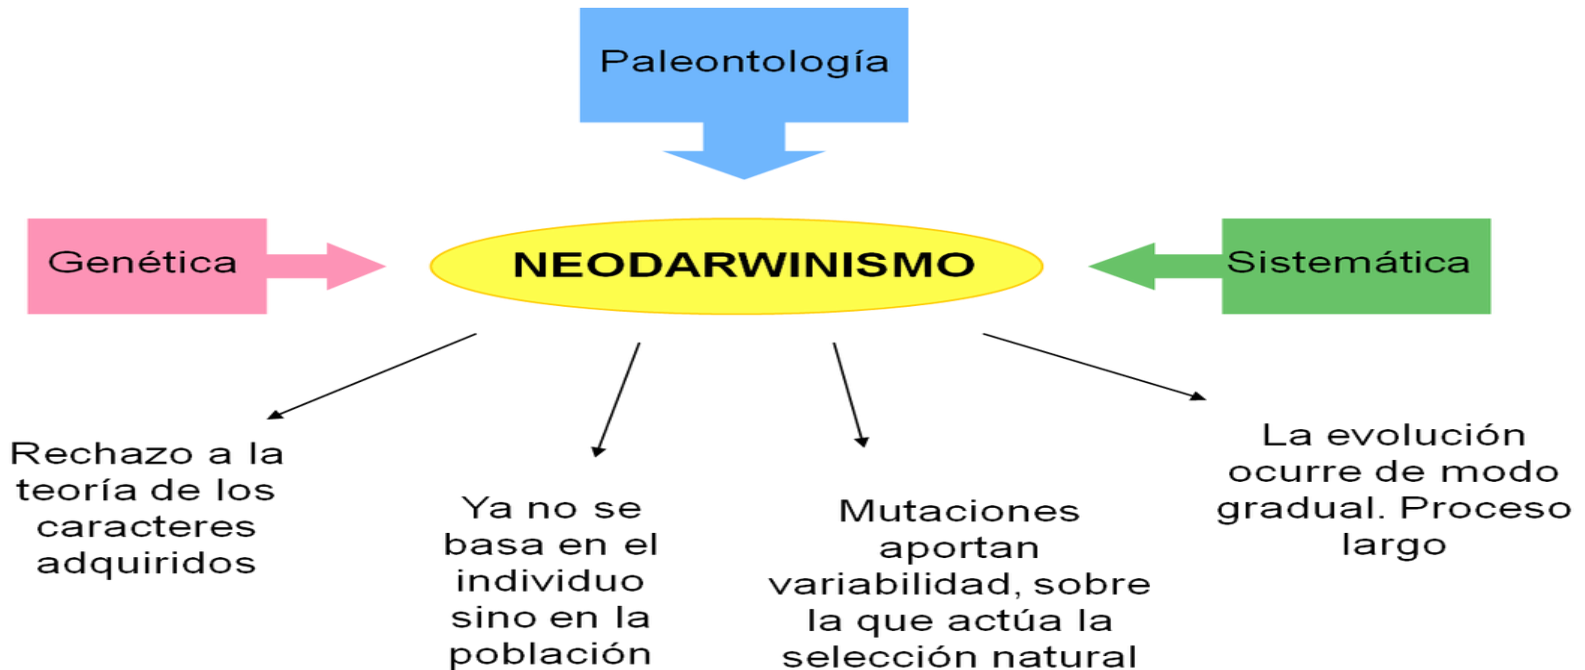 Paleontología
Genética
NEODARWINISMO
Sistemática
Rechazo a la
teoría de los
caracteres
adquiridos
Ya no se
basa en el
individuo
sino en la
población
Mutaciones
aportan
variabilidad, sobre
la que actúa la
selección natural
La evolución
ocurre de modo
gradual. Proceso
largo